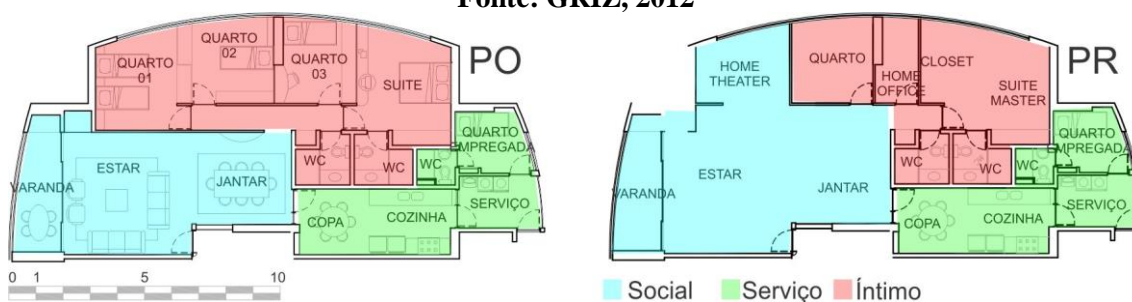 Fonte: GRIZ, 2012
QUARTO
02
QUARTO
01
QUARTO
03
SUITE
PO
QUARTO
EMPREGADA
WC
WC
WC
VARANDA
ESTAR
JANTAR
COPA
COZINHA
SERVIÇO
0 1 5 10
HOME
THEATER
QUARTO
HOME
OFFICE
CLOSET
SUITE
MASTER
PR
QUARTO
EMPREGADA
WC
WC
WC
VARANDA
ESTAR
JANTAR
COPA
COZINHA
SERVIÇO
Social Serviço Íntimo